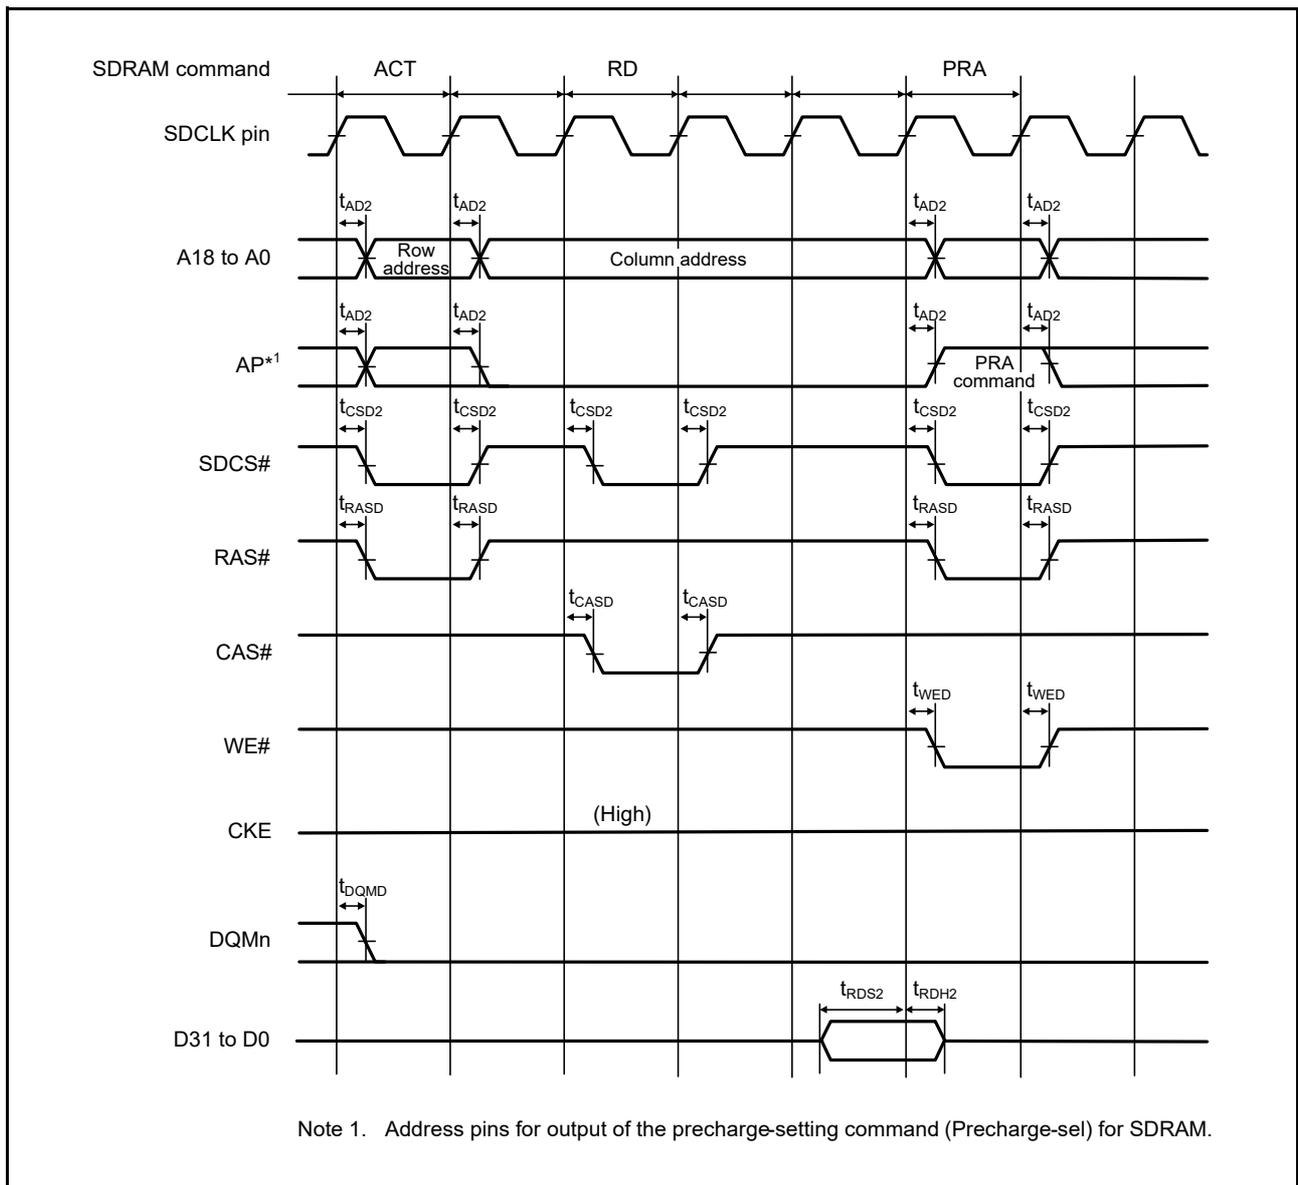 SDRAM command ACT RD PRA
SDCLK pin
tAD2 tAD2 tAD2 tAD2
A18 to A0 Row address Column address
tAD2 tAD2 tAD2 tAD2
AP*1 PRA command
tCSD2 tCSD2 tCSD2 tCSD2 tCSD2 tCSD2
SDCS#
tRASD tRASD tRASD tRASD
RAS#
tCASD tCASD
CAS#
tWED tWED
WE#
(High)
CKE
tDQMD
DQMn
tRDS2 tRDH2
D31 to D0
Note 1. Address pins for output of the precharge-setting command (Precharge-sel) for SDRAM.